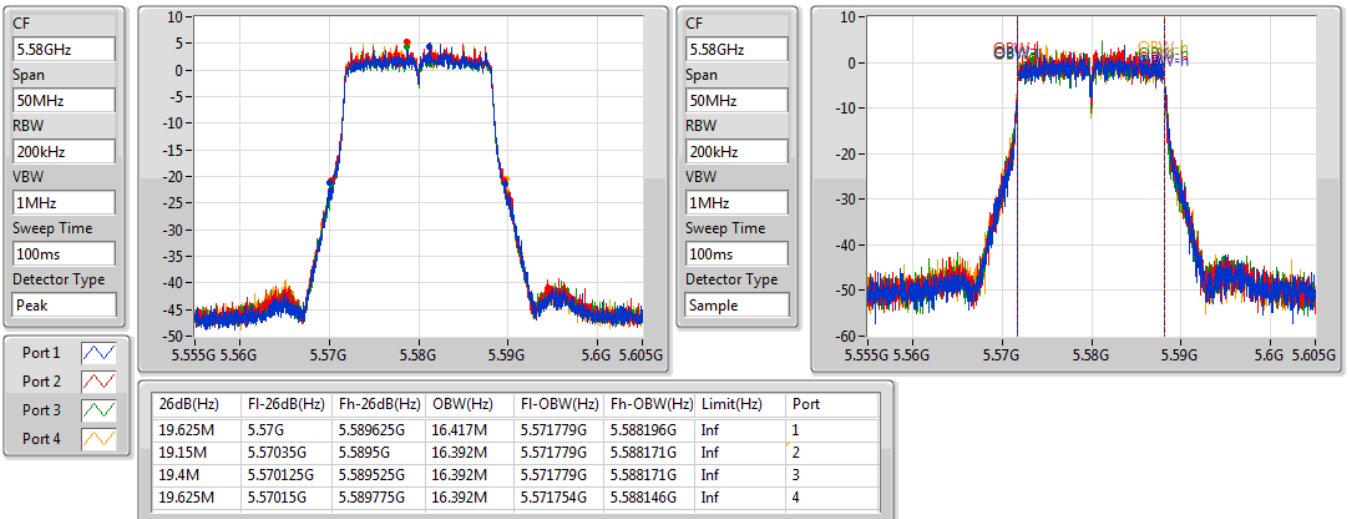 CF
5.58GHz
Span
50MHz
RBW
200kHz
VBW
1MHz
Sweep Time
100ms
Detector Type
Peak
10
5
0
-5
-10
-15
-20
-25
-30
-35
-40
-45
-50
5.555G 5.56G 5.57G 5.58G 5.59G 5.6G 5.605G
CF
5.58GHz
Span
50MHz
RBW
200kHz
VBW
1MHz
Sweep Time
100ms
Detector Type
Sample
10
0
-10
-20
-30
-40
-50
-60
5.555G 5.56G 5.57G 5.58G 5.59G 5.6G 5.605G
Port 1
Port 2
Port 3
Port 4
26dB(Hz) Fl-26dB(Hz) Fh-26dB(Hz) OBW(Hz) Fl-OBW(Hz) Fh-OBW(Hz) Limit(Hz) Port
19.625M 5.57G 5.589625G 16.417M 5.571779G 5.588196G Inf 1
19.15M 5.57035G 5.5895G 16.392M 5.571779G 5.588171G Inf 2
19.4M 5.570125G 5.589525G 16.392M 5.571779G 5.588171G Inf 3
19.625M 5.57015G 5.589775G 16.392M 5.571754G 5.588146G Inf 4